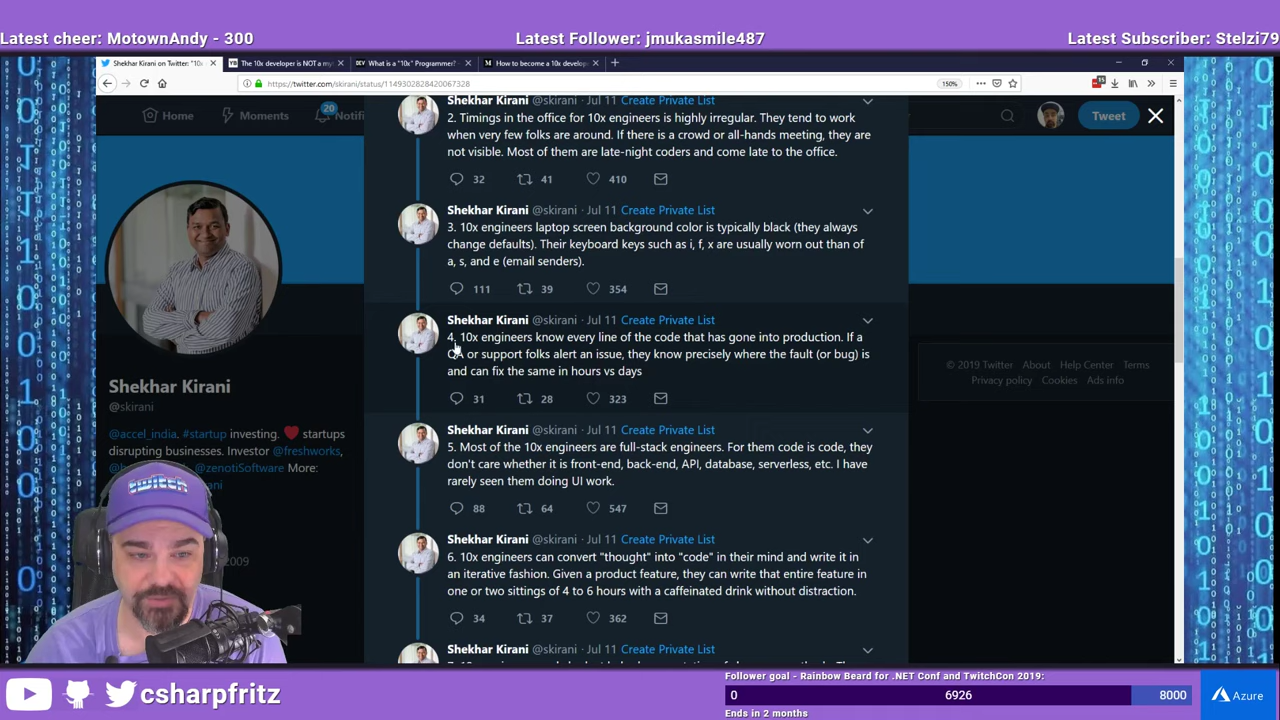 Latest cheer: MotownAndy - 300
Latest Follower: jmukasmile487
Latest Subscriber: Stelzi79
Shekhar Kirani on Twitter: "10x
The 10x developer is NOT a my
What is a "10x" Programmer?
How to become a 10x develop
https://twitter.com/skirani/status/1149302828420067328
150%
Home
Moments
20
Notifi
Tweet
Shekhar Kirani @skirani · Jul 11 Create Private List
2. Timings in the office for 10x engineers is highly irregular. They tend to work
when very few folks are around. If there is a crowd or all-hands meeting, they are
not visible. Most of them are late-night coders and come late to the office.
32 41 410
Shekhar Kirani @skirani · Jul 11 Create Private List
3. 10x engineers laptop screen background color is typically black (they always
change defaults). Their keyboard keys such as i, f, x are usually worn out than of
a, s, and e (email senders).
111 39 354
Shekhar Kirani @skirani · Jul 11 Create Private List
4. 10x engineers know every line of the code that has gone into production. If a
or support folks alert an issue, they know precisely where the fault (or bug) is
and can fix the same in hours vs days
31 28 323
Shekhar Kirani @skirani · Jul 11 Create Private List
5. Most of the 10x engineers are full-stack engineers. For them code is code, they
don't care whether it is front-end, back-end, API, database, serverless, etc. I have
rarely seen them doing UI work.
88 64 547
Shekhar Kirani @skirani · Jul 11 Create Private List
6. 10x engineers can convert "thought" into "code" in their mind and write it in
an iterative fashion. Given a product feature, they can write that entire feature in
one or two sittings of 4 to 6 hours with a caffeinated drink without distraction.
34 37 362
Shekhar Kirani @skirani · Jul 11 Create Private List
Shekhar Kirani
@skirani
@accel_india. #startup investing. ❤️ startups
disrupting businesses. Investor @freshworks,
@zenotiSoftware More:
2009
© 2019 Twitter About Help Center
Terms
Privacy policy Cookies Ads info
TWITCH
csharpfritz
Follower goal - Rainbow Beard for .NET Conf and TwitchCon 2019:
0 6926 8000
Ends in 2 months
Azure